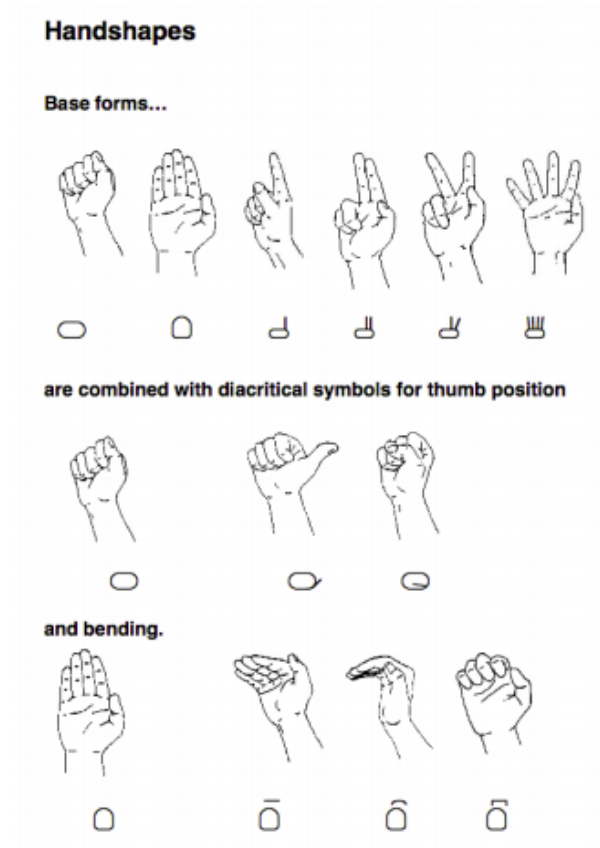 Handshapes
Base forms...
are combined with diacritical symbols for thumb position
and bending.